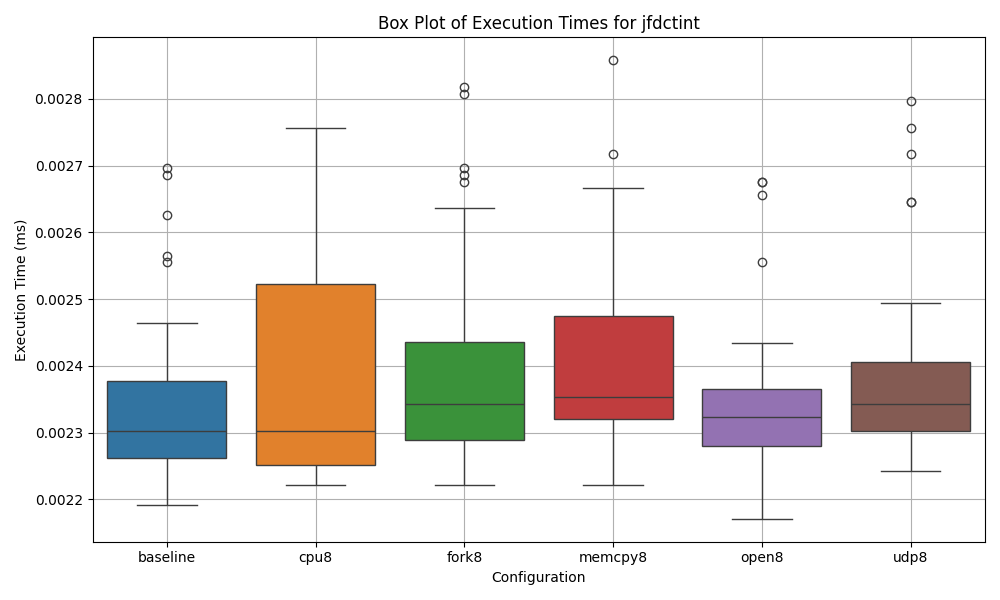 Box Plot of Execution Times for jfdctint
Execution Time (ms)
0.0028
0.0027
0.0026
0.0025
0.0024
0.0023
0.0022
baseline cpu8 fork8 memcpy8 open8 udp8
Configuration